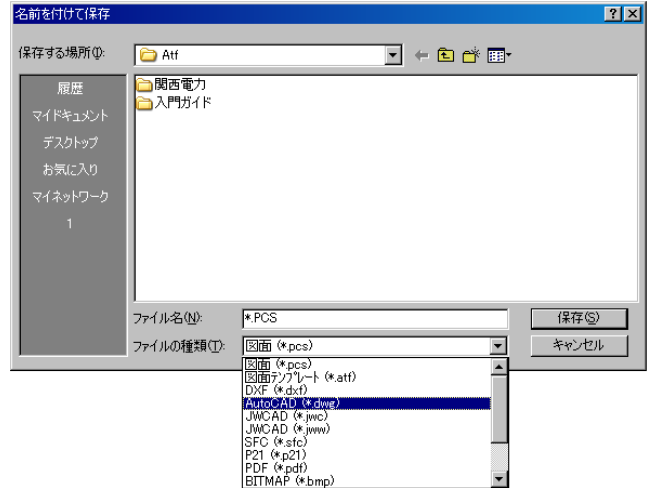 名前を付けて保存
保存する場所(I):
Atf
履歴
マイドキュメント
デスクトップ
お気に入り
マイネットワーク
1
関西電力
入門ガイド
ファイル名(N):
*.PCS
保存(S)
ファイルの種類(T):
図面 (*.pcs)
キャンセル
図面 (*.pcs)
図面テンプレート (*.atf)
DXF (*.dxf)
AutoCAD (*.dwg)
JWCAD (*.jwc)
JWCAD (*.jww)
SFC (*.sfc)
P21 (*.p21)
PDF (*.pdf)
BITMAP (*.bmp)